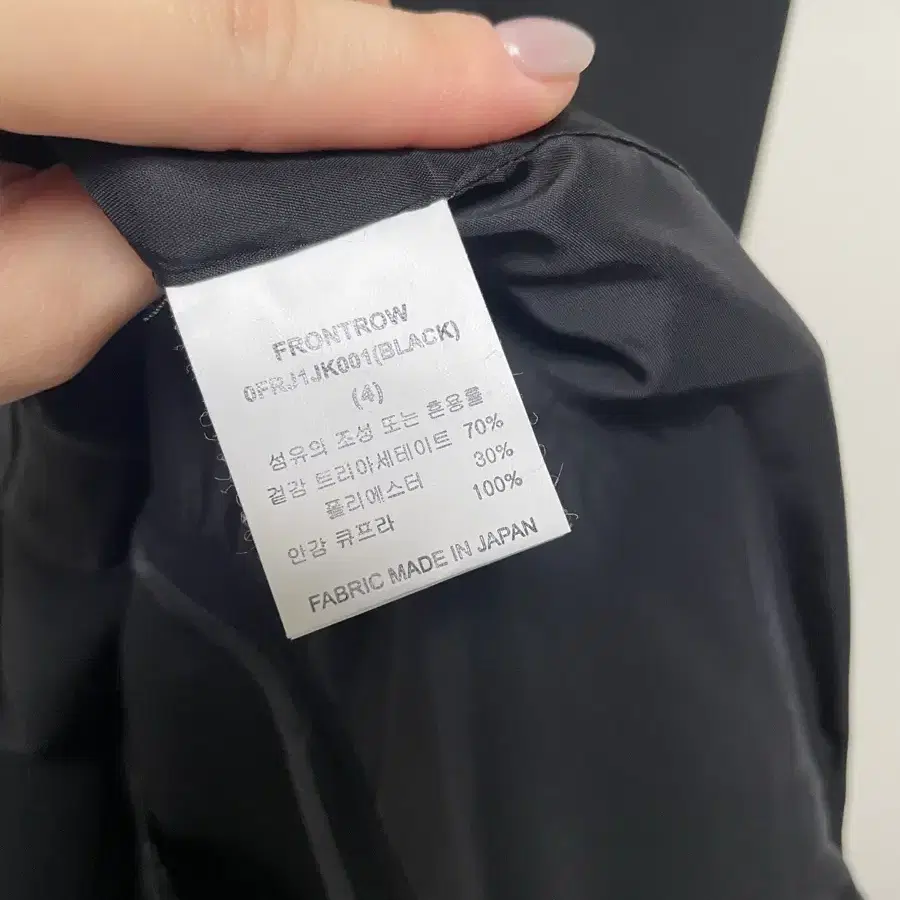 FRONTROW
0FRJ1JK001(BLACK)
(4)
섬유의 조성 또는 혼용률
겉감 트리아세테이트 70%
폴리에스터 30%
안감 큐프라 100%
FABRIC MADE IN JAPAN